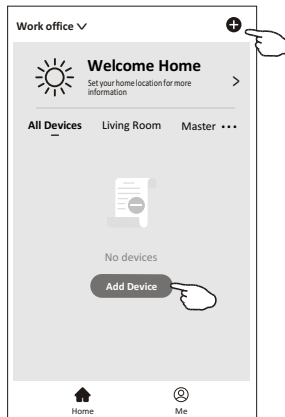 Work office
Welcome Home
Set your home location for more
information
All Devices Living Room Master
No devices
Add Device
Home Me